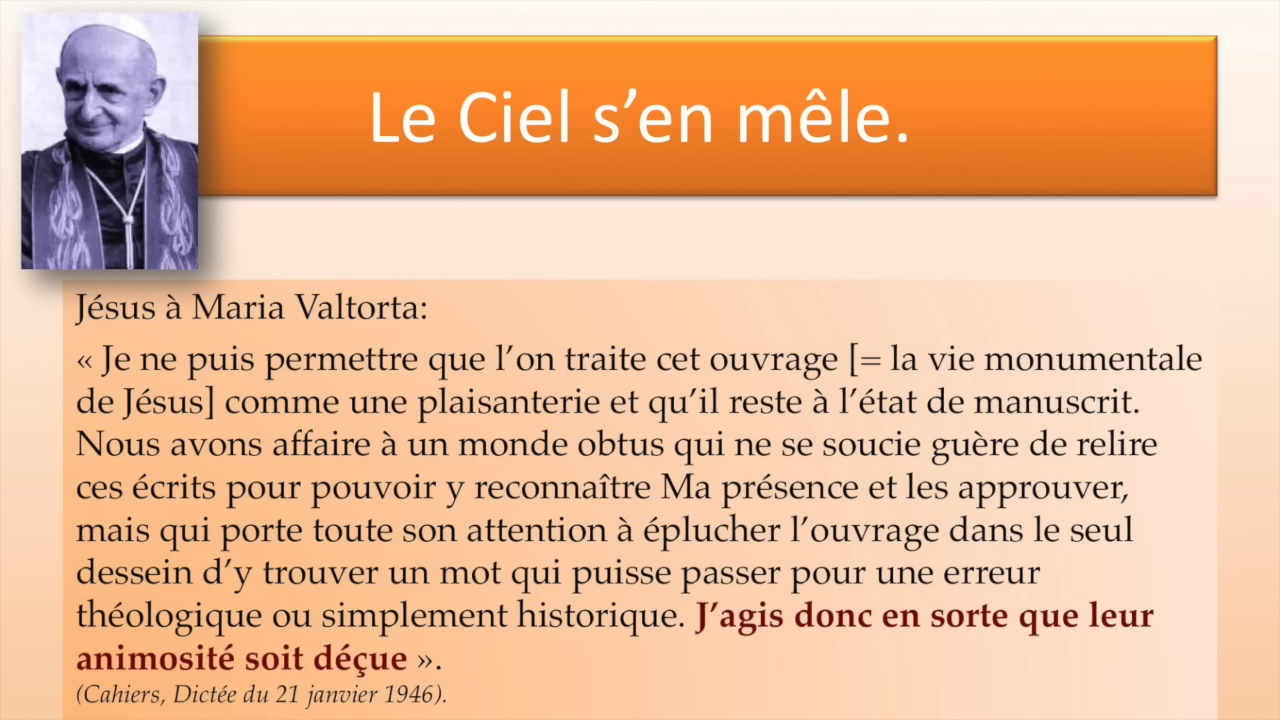 Le Ciel s’en mêle.
Jésus à Maria Valtorta:
« Je ne puis permettre que l’on traite cet ouvrage [= la vie monumentale
de Jésus] comme une plaisanterie et qu’il reste à l’état de manuscrit.
Nous avons affaire à un monde obtus qui ne se soucie guère de relire
ces écrits pour pouvoir y reconnaître Ma présence et les approuver,
mais qui porte toute son attention à éplucher l’ouvrage dans le seul
dessein d’y trouver un mot qui puisse passer pour une erreur
théologique ou simplement historique. J’agis donc en sorte que leur
animosité soit déçue ».
(Cahiers, Dictée du 21 janvier 1946).